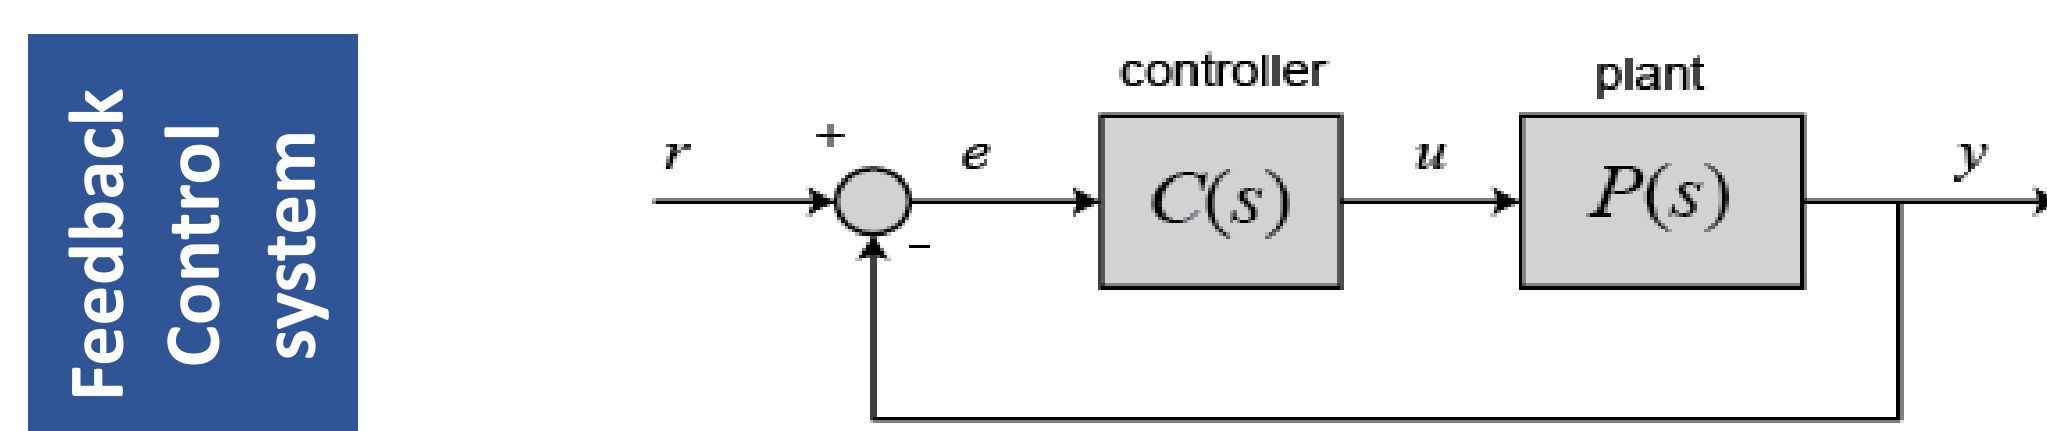 Feedback
Control
system
controller
plant
r
+
e
C(s)
u
P(s)
y
−